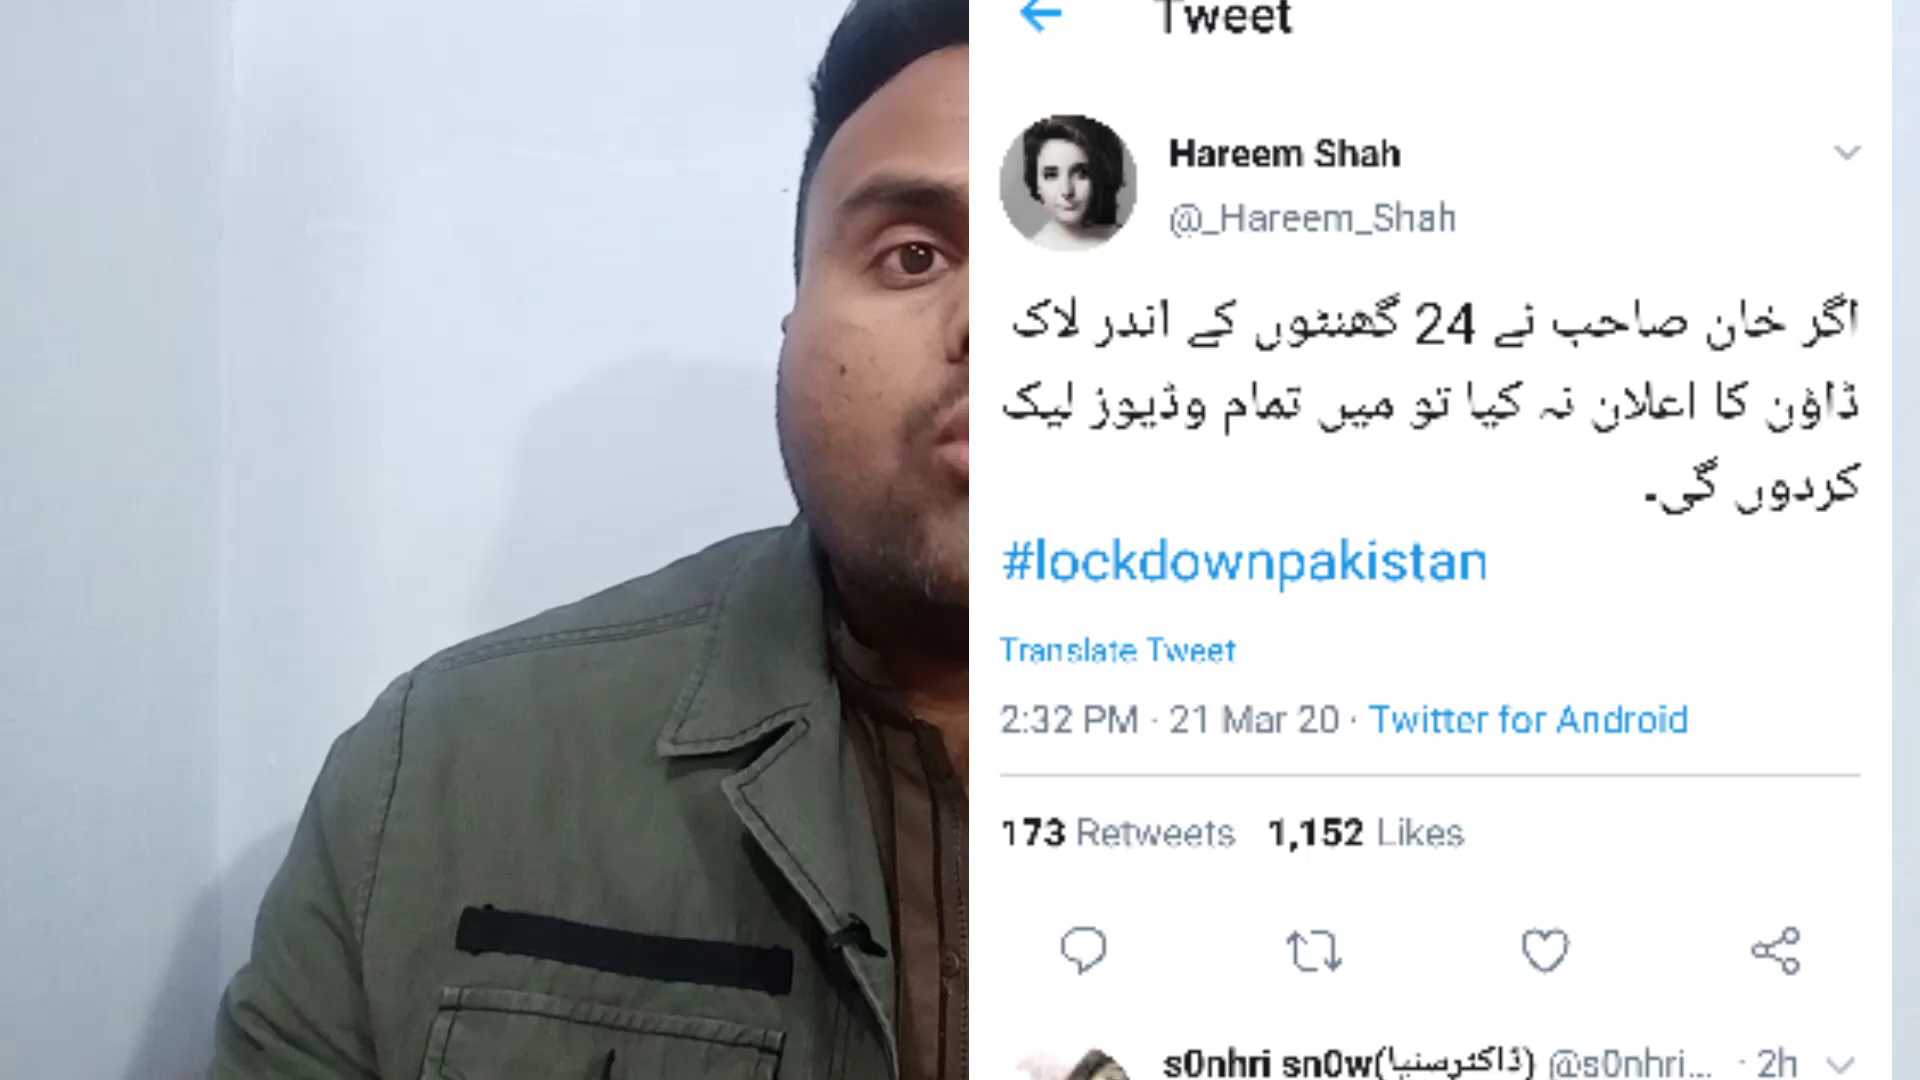 Tweet
Hareem Shah
@_Hareem_Shah
اگر خان صاحب نے 24 گھنٹوں کے اندر لاک
ڈاؤن کا اعلان نہ کیا تو میں تمام وڈیوز لیک
کردوں گی۔
#lockdownpakistan
Translate Tweet
2:32 PM · 21 Mar 20 · Twitter for Android
173 Retweets 1,152 Likes
s0nhri sn0w(ڈاکٹرسنیا) @s0nhri... · 2h